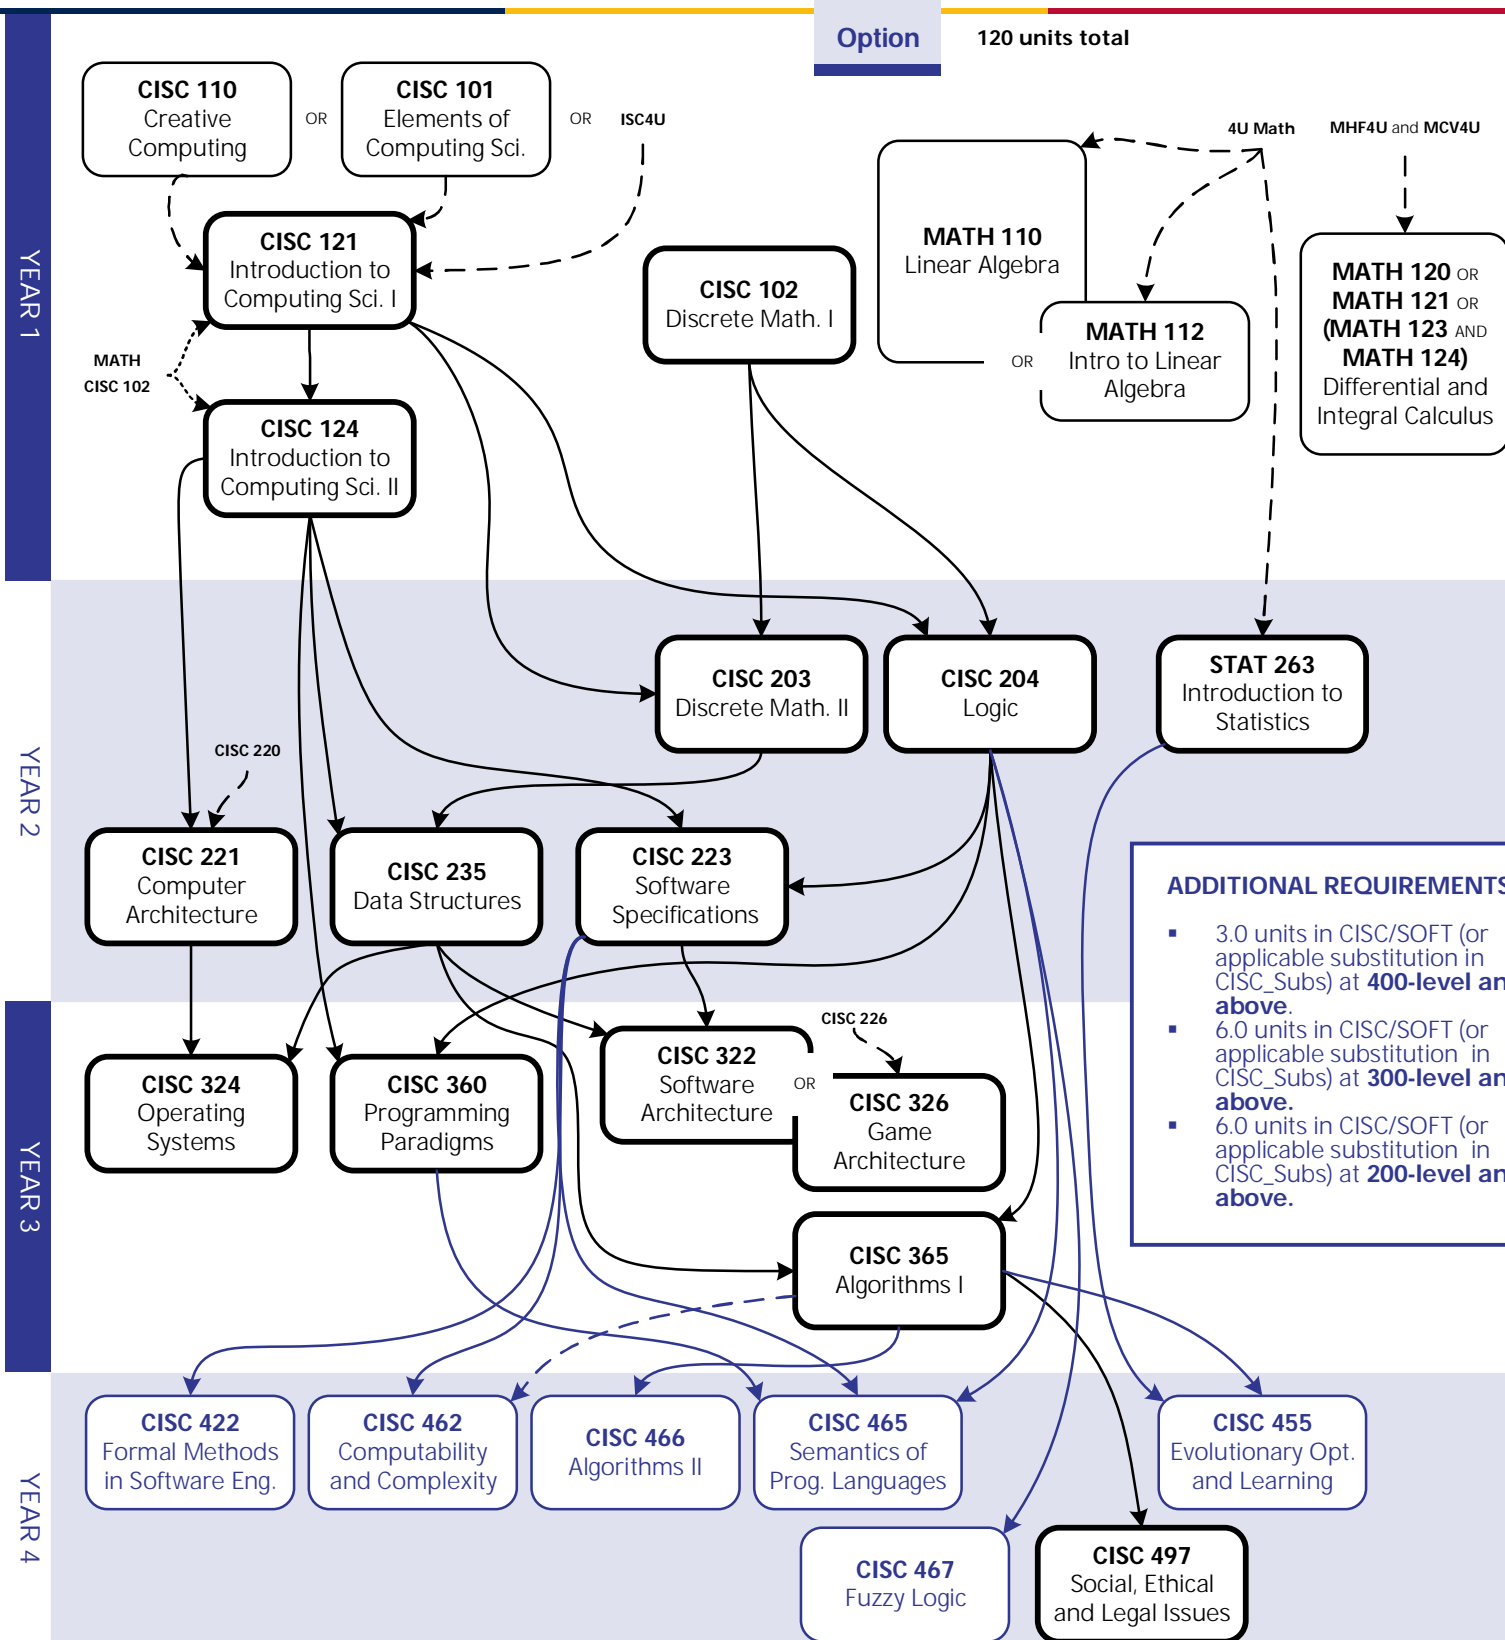 Option
120 units total
YEAR 1
CISC 110
Creative
Computing
OR
CISC 101
Elements of
Computing Sci.
OR
ISC4U
4U Math
MHF4U and MCV4U
CISC 121
Introduction to
Computing Sci. I
CISC 102
Discrete Math. I
MATH 110
Linear Algebra
OR
MATH 112
Intro to Linear
Algebra
MATH 120 OR
MATH 121 OR
(MATH 123 AND
MATH 124)
Differential and
Integral Calculus
MATH
CISC 102
CISC 124
Introduction to
Computing Sci. II
YEAR 2
CISC 203
Discrete Math. II
CISC 204
Logic
STAT 263
Introduction to
Statistics
CISC 220
CISC 221
Computer
Architecture
CISC 235
Data Structures
CISC 223
Software
Specifications
ADDITIONAL REQUIREMENTS
▪ 3.0 units in CISC/SOFT (or
applicable substitution in
CISC_Subs) at 400-level an
above.
▪ 6.0 units in CISC/SOFT (or
applicable substitution in
CISC_Subs) at 300-level an
above.
▪ 6.0 units in CISC/SOFT (or
applicable substitution in
CISC_Subs) at 200-level an
above.
YEAR 3
CISC 324
Operating
Systems
CISC 360
Programming
Paradigms
CISC 322
Software
Architecture
OR
CISC 226
CISC 326
Game
Architecture
CISC 365
Algorithms I
YEAR 4
CISC 422
Formal Methods
in Software Eng.
CISC 462
Computability
and Complexity
CISC 466
Algorithms II
CISC 465
Semantics of
Prog. Languages
CISC 455
Evolutionary Opt.
and Learning
CISC 467
Fuzzy Logic
CISC 497
Social, Ethical
and Legal Issues